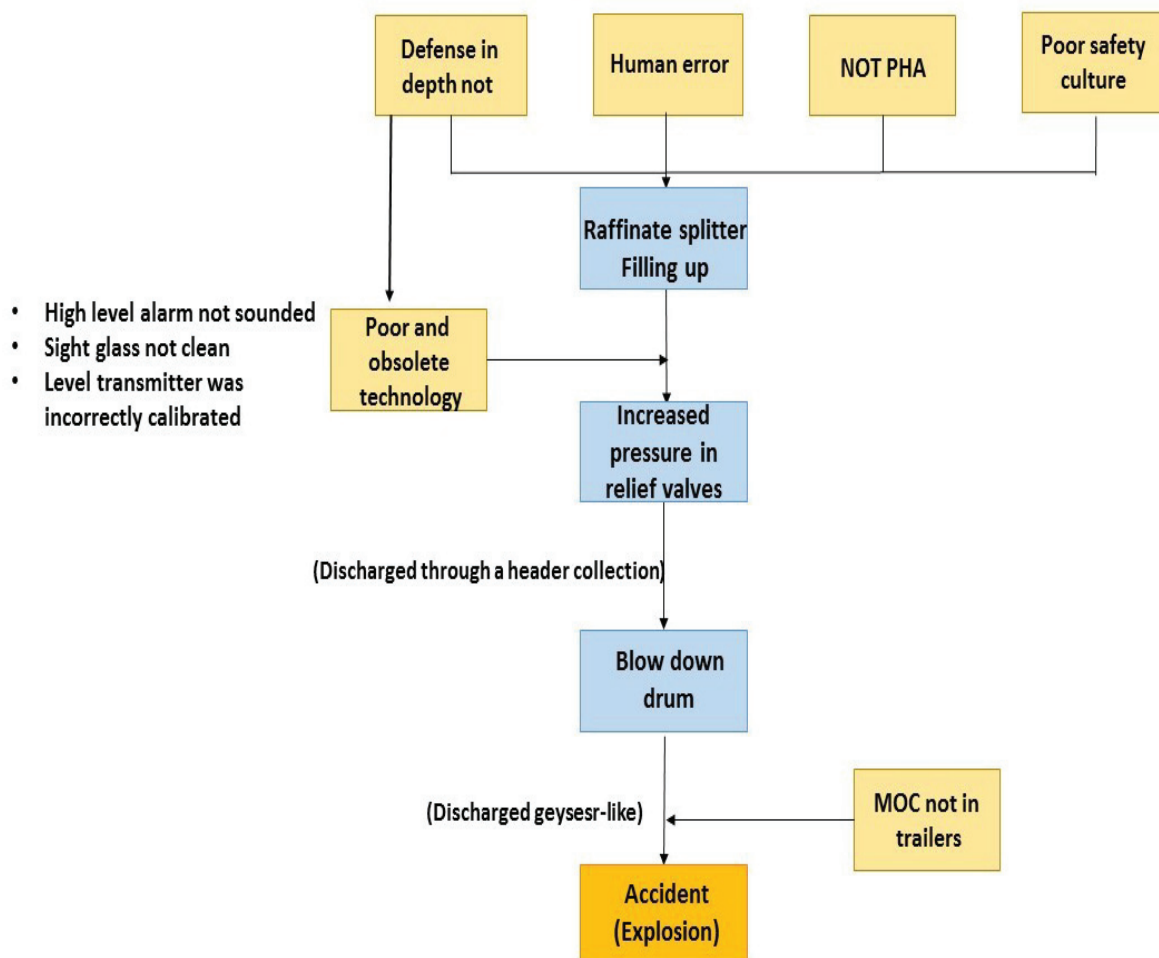 Defense in
depth not
Human error
NOT PHA
Poor safety
culture
Raffinate splitter
Filling up
• High level alarm not sounded
• Sight glass not clean
• Level transmitter was
incorrectly calibrated
Poor and
obsolete
technology
Increased
pressure in
relief valves
(Discharged through a header collection)
Blow down
drum
(Discharged geysesr-like)
MOC not in
trailers
Accident
(Explosion)